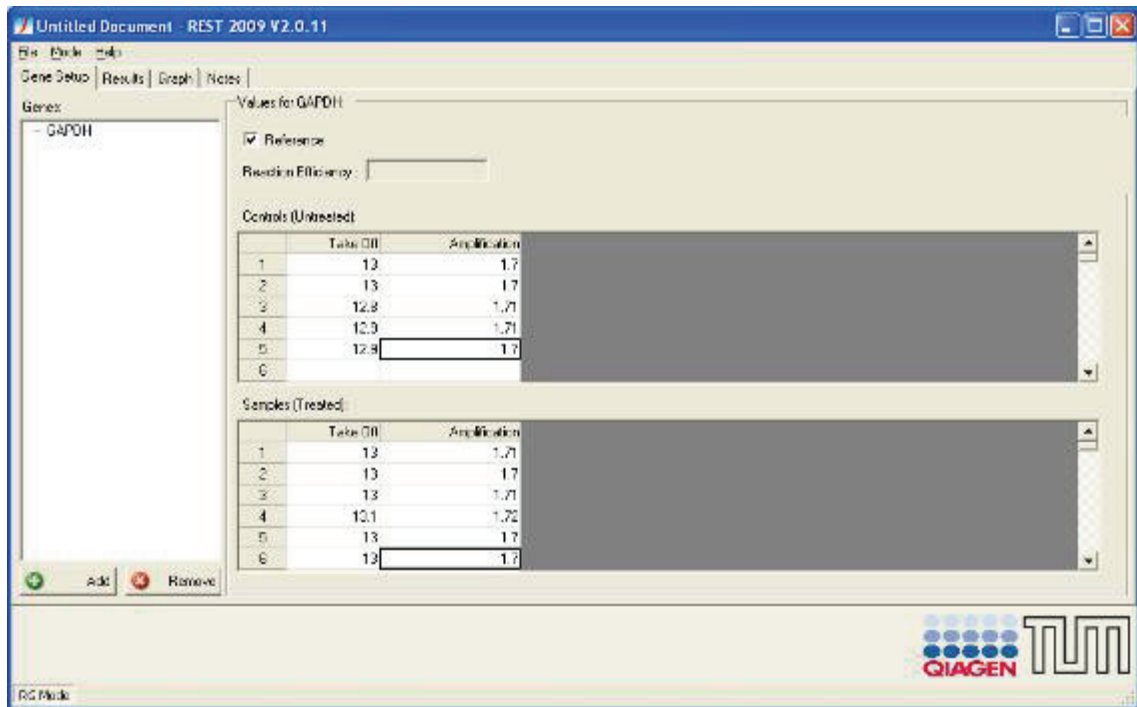 Untitled Document - REST 2009 V2.0.11
File Mode Help
Gene Setup Results Graph Notes
Genes:
GAPDH
Values for GAPDH
Reference
Reaction Efficiency:
Controls (Untreated):
Take Off Amplification
1 13 1.7
2 13 1.7
3 12.8 1.71
4 12.9 1.71
5 12.9 1.7
6
Samples (Treated):
Take Off Amplification
1 13 1.71
2 13 1.7
3 13 1.71
4 13.1 1.72
5 13 1.7
6 13 1.7
Add Remove
QIAGEN TUM
RG Mode